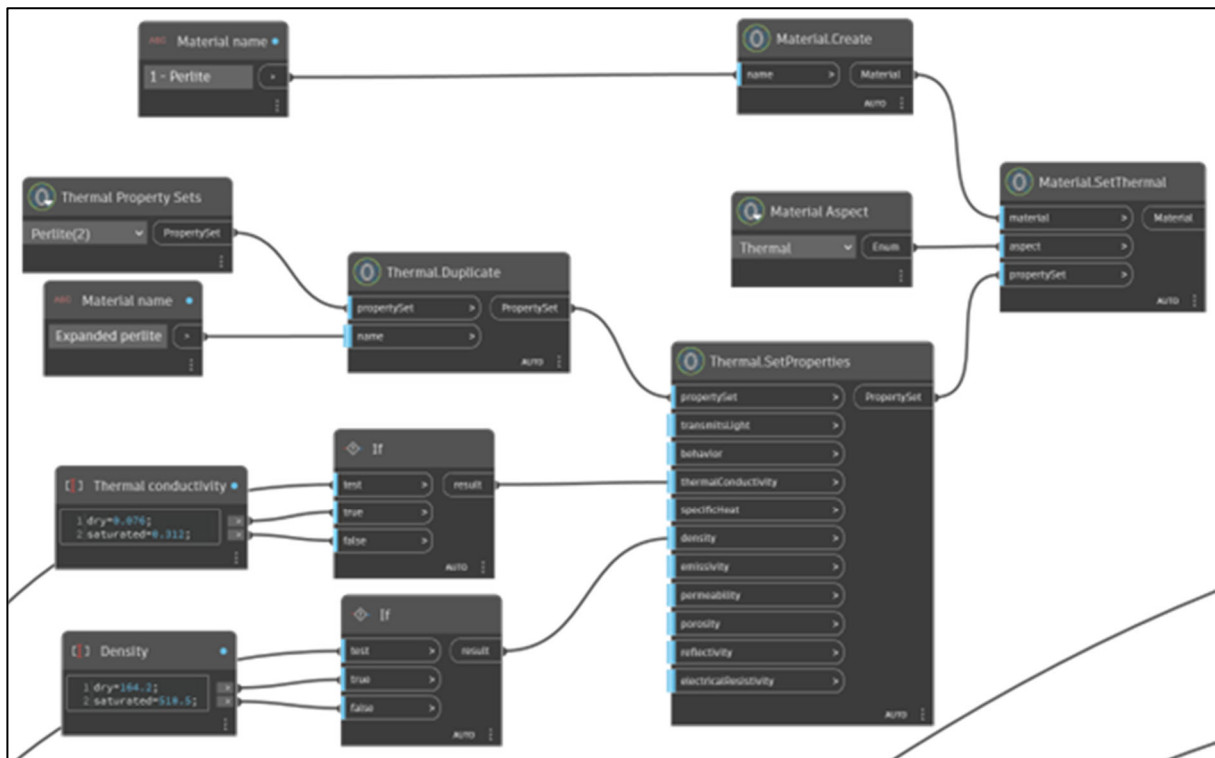 ABC Material name
1 - Perlite >
Material.Create
name > Material
AUTO
Thermal Property Sets
Perlite(2) PropertySet
Material name
Expanded perlite >
Thermal.Duplicate
propertySet > PropertySet
name >
AUTO
Material Aspect
Thermal Enum
Material.SetThermal
material > Material
aspect >
propertySet >
AUTO
Thermal.SetProperties
propertySet > PropertySet
transmitsLight >
behavior >
thermalConductivity >
specificHeat >
density >
emissivity >
permeability >
porosity >
reflectivity >
electricalResistivity >
AUTO
Thermal conductivity
1 dry=0.076;
2 saturated=0.312;
If
test > result
true >
false >
AUTO
Density
1 dry=164.2;
2 saturated=510.5;
If
test > result
true >
false >
AUTO